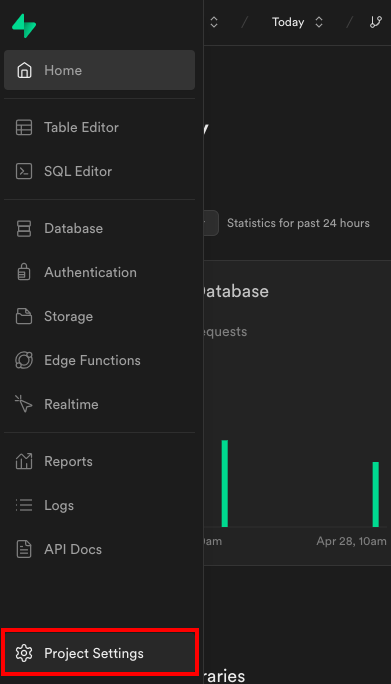 Today
Home
Table Editor
SQL Editor
Database
Authentication
Storage
Edge Functions
Realtime
Reports
Logs
API Docs
Project Settings
Statistics for past 24 hours
Database
equests
0am
Apr 28, 10am
raries